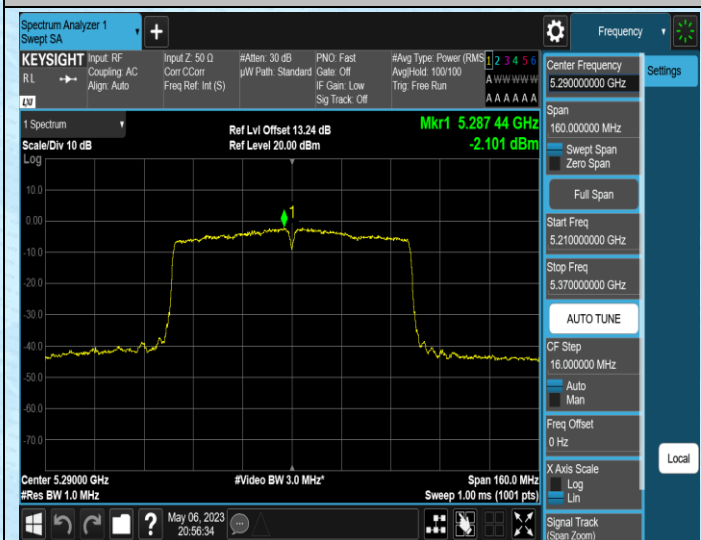 Spectrum Analyzer 1
Swept SA
Frequency
KEYSIGHT
RL
LXI
Input: RF
Coupling: AC
Align: Auto
Input Z: 50 Ω
Corr CCorr
Freq Ref: Int (S)
#Atten: 30 dB
µW Path: Standard
PNO: Fast
Gate: Off
IF Gain: Low
Sig Track: Off
#Avg Type: Power (RMS
Avg|Hold: 100/100
Trig: Free Run
1 2 3 4 5 6
A W W W W W
A A A A A A
1 Spectrum
Scale/Div 10 dB
Log
Ref Lvl Offset 13.24 dB
Ref Level 20.00 dBm
Mkr1 5.287 44 GHz
-2.101 dBm
10.0
0.00
-10.0
-20.0
-30.0
-40.0
-50.0
-60.0
-70.0
1
Center 5.29000 GHz
#Res BW 1.0 MHz
#Video BW 3.0 MHz*
Span 160.0 MHz
Sweep 1.00 ms (1001 pts)
May 06, 2023
20:56:34
Center Frequency
5.290000000 GHz
Settings
Span
160.000000 MHz
Swept Span
Zero Span
Full Span
Start Freq
5.210000000 GHz
Stop Freq
5.370000000 GHz
AUTO TUNE
CF Step
16.000000 MHz
Auto
Man
Freq Offset
0 Hz
X Axis Scale
Log
Lin
Local
Signal Track
(Span Zoom)